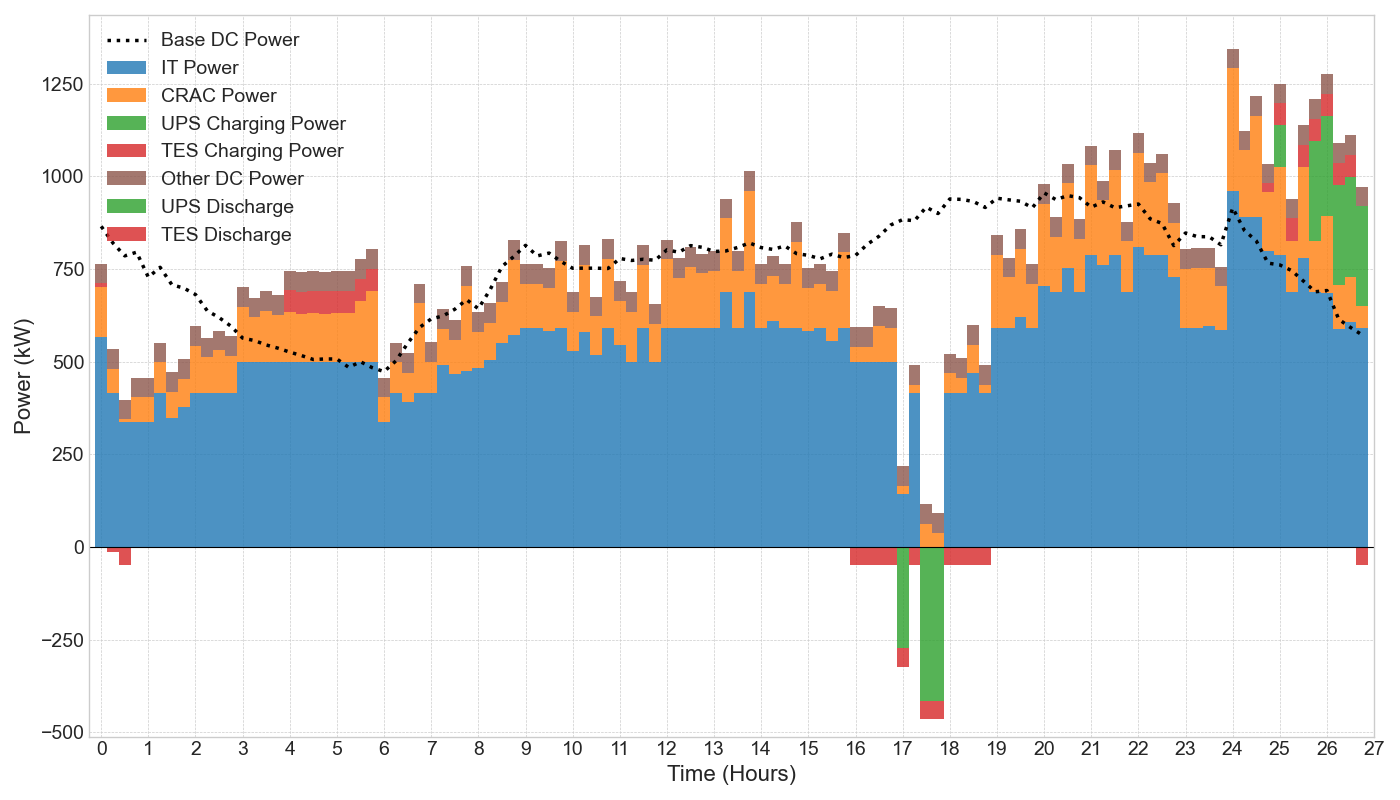 Base DC Power
IT Power
CRAC Power
UPS Charging Power
TES Charging Power
Other DC Power
UPS Discharge
TES Discharge
Power (kW)
1250
1000
750
500
250
0
−250
−500
0 1 2 3 4 5 6 7 8 9 10 11 12 13 14 15 16 17 18 19 20 21 22 23 24 25 26 27
Time (Hours)